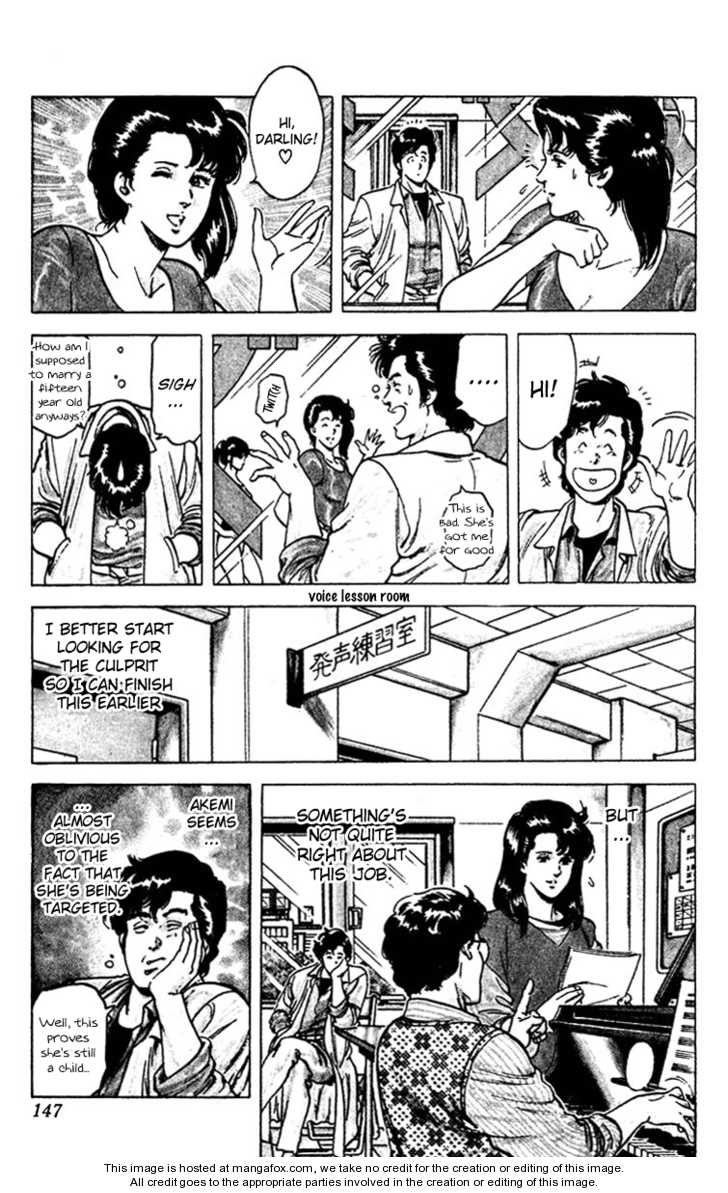 HI,
DARLING!
♡
HI!
....
TWITCH
This is
bad. She's
got me
for good
SIGH
...
How am I
supposed
to marry a
fifteen
year old
anyways?
voice lesson room
発声練習室
I BETTER START
LOOKING FOR
THE CULPRIT
SO I CAN FINISH
THIS EARLIER
BUT
...
SOMETHING'S
NOT QUITE
RIGHT ABOUT
THIS JOB.
AKEMI
SEEMS
...
...
ALMOST
OBLIVIOUS
TO THE
FACT THAT
SHE'S BEING
TARGETED.
Well, this
proves
she's still
a child...
147
This image is hosted at mangafox.com, we take no credit for the creation or editing of this image.
All credit goes to the appropriate parties involved in the creation or editing of this image.